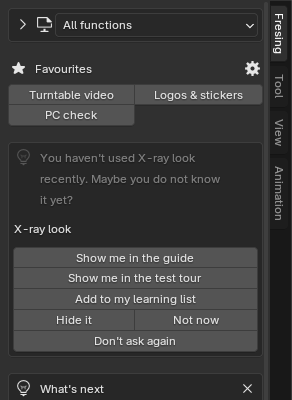 All functions
Favourites
Turntable video
Logos & stickers
PC check
You haven't used X-ray look
recently. Maybe you do not know
it yet?
X-ray look
Show me in the guide
Show me in the test tour
Add to my learning list
Hide it
Not now
Don't ask again
What's next
Fresing
Tool
View
Animation